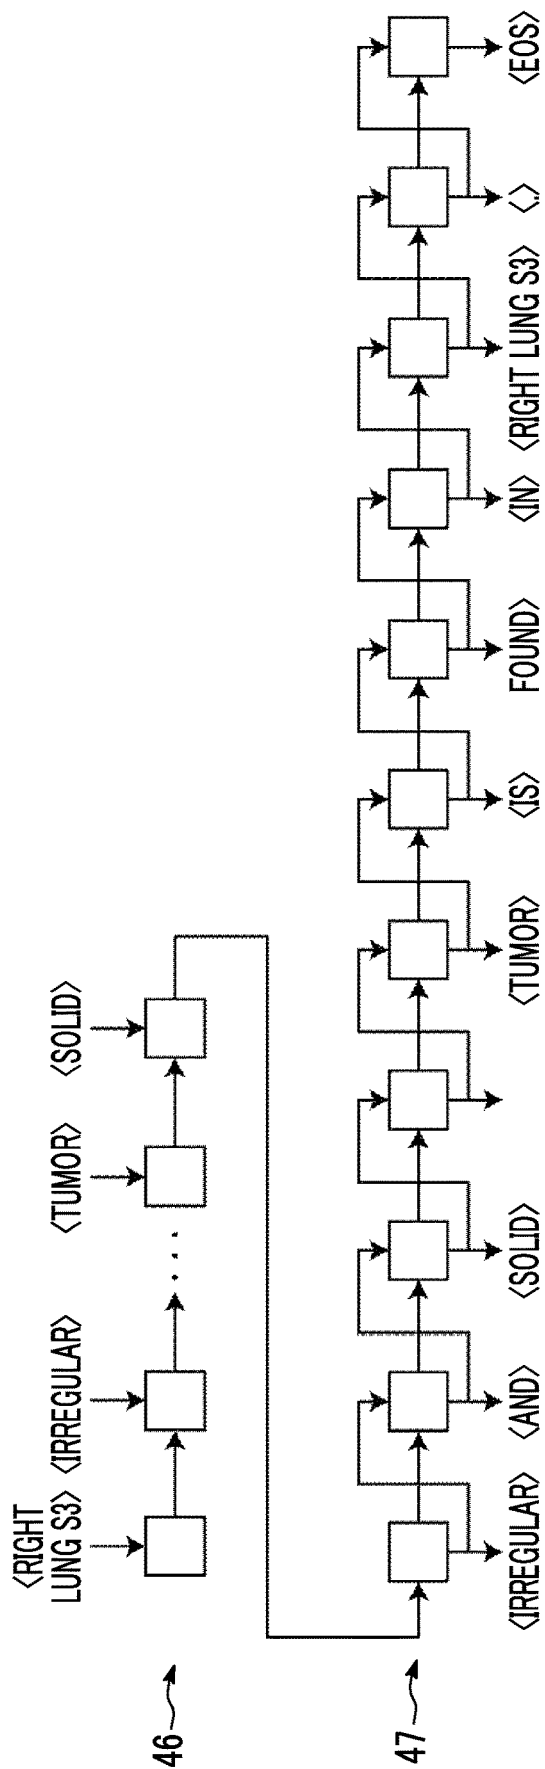 46
<RIGHT
LUNG S3>
<IRREGULAR>
...
<TUMOR>
<SOLID>
47
<IRREGULAR>
<AND>
<SOLID>
<TUMOR>
<IS>
FOUND>
<IN>
<RIGHT LUNG S3>
<.>
<EOS>